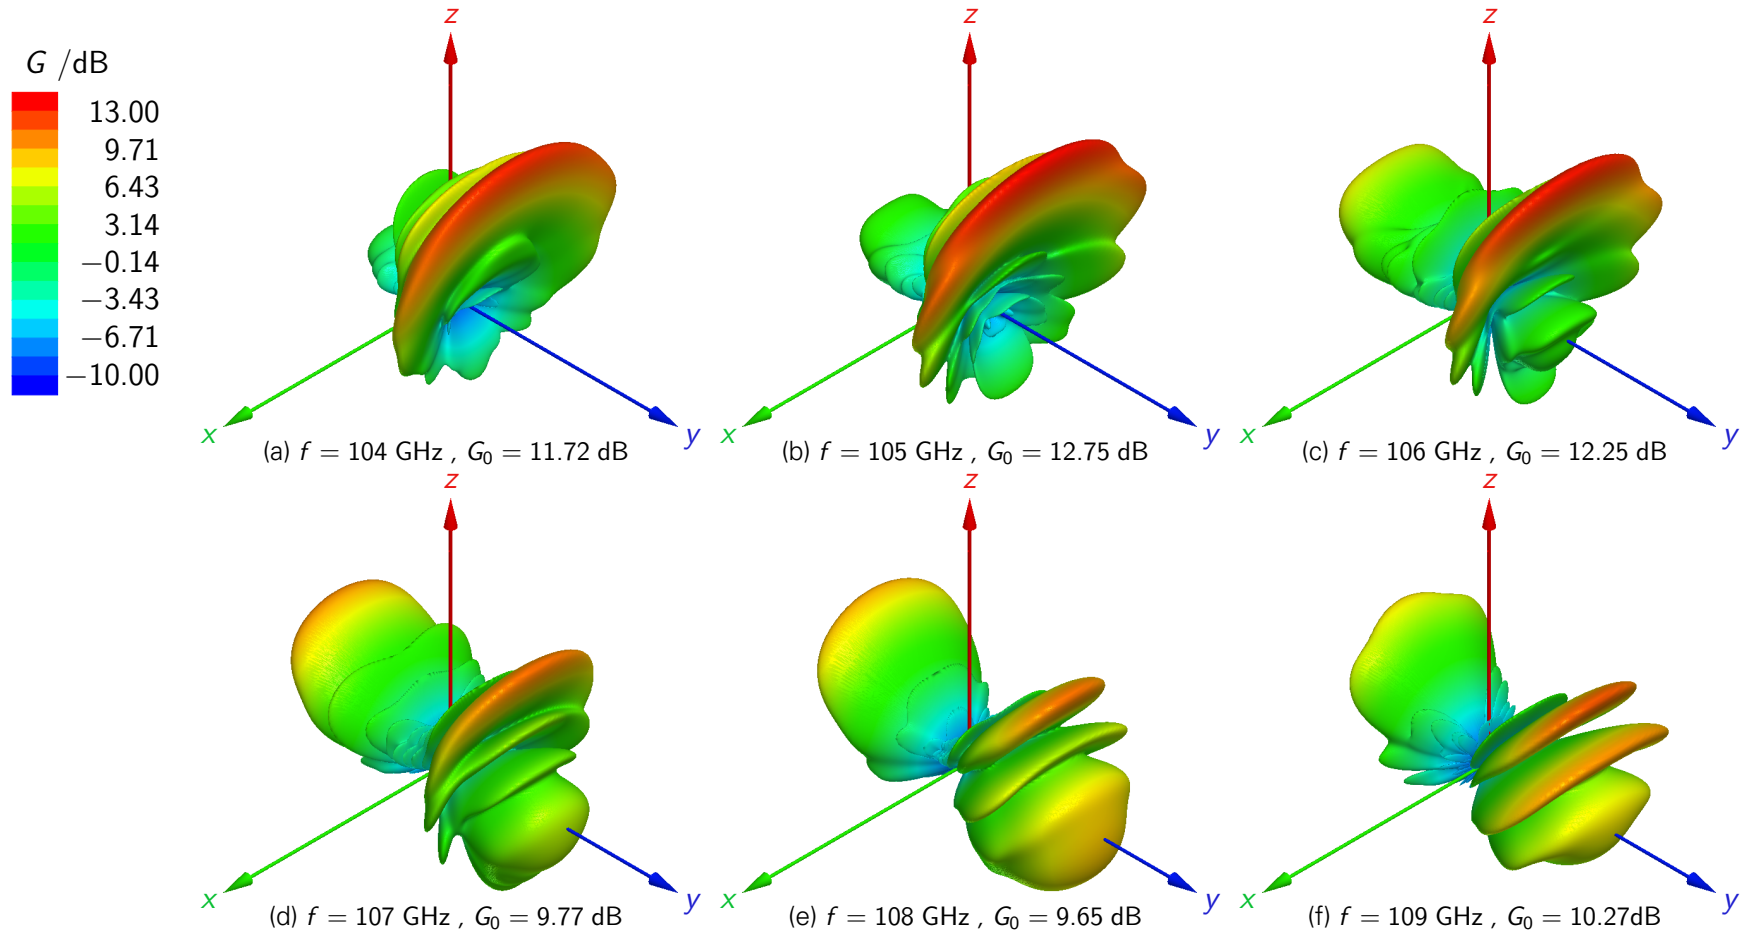 z
z
z
G /dB
13.00
9.71
6.43
3.14
−0.14
−3.43
−6.71
−10.00
x
y
x
y
x
y
(a) f = 104 GHz , G₀ = 11.72 dB
(b) f = 105 GHz , G₀ = 12.75 dB
(c) f = 106 GHz , G₀ = 12.25 dB
z
z
z
x
y
x
y
x
y
(d) f = 107 GHz , G₀ = 9.77 dB
(e) f = 108 GHz , G₀ = 9.65 dB
(f) f = 109 GHz , G₀ = 10.27dB